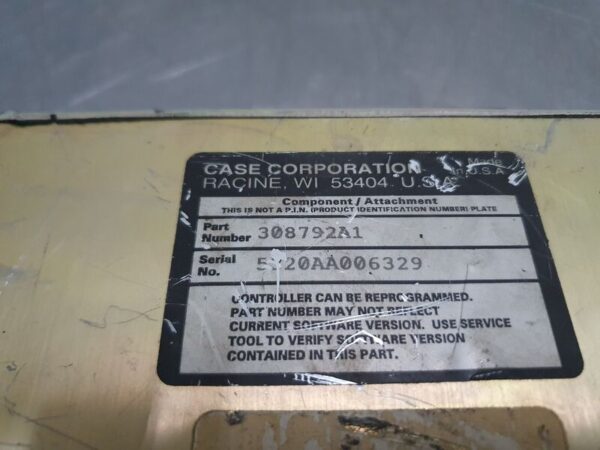 CASE CORPORATION
RACINE, WI 53404 U.S.A.
Made
in U.S.A
Component / Attachment
THIS IS NOT A P.I.N. (PRODUCT IDENTIFICATION NUMBER) PLATE
Part
Number 308792A1
Serial
No.
CONTROLLER CAN BE REPROGRAMMED.
PART NUMBER MAY NOT REFLECT
CURRENT SOFTWARE VERSION. USE SERVICE
TOOL TO VERIFY SOFTWARE VERSION
CONTAINED IN THIS PART.